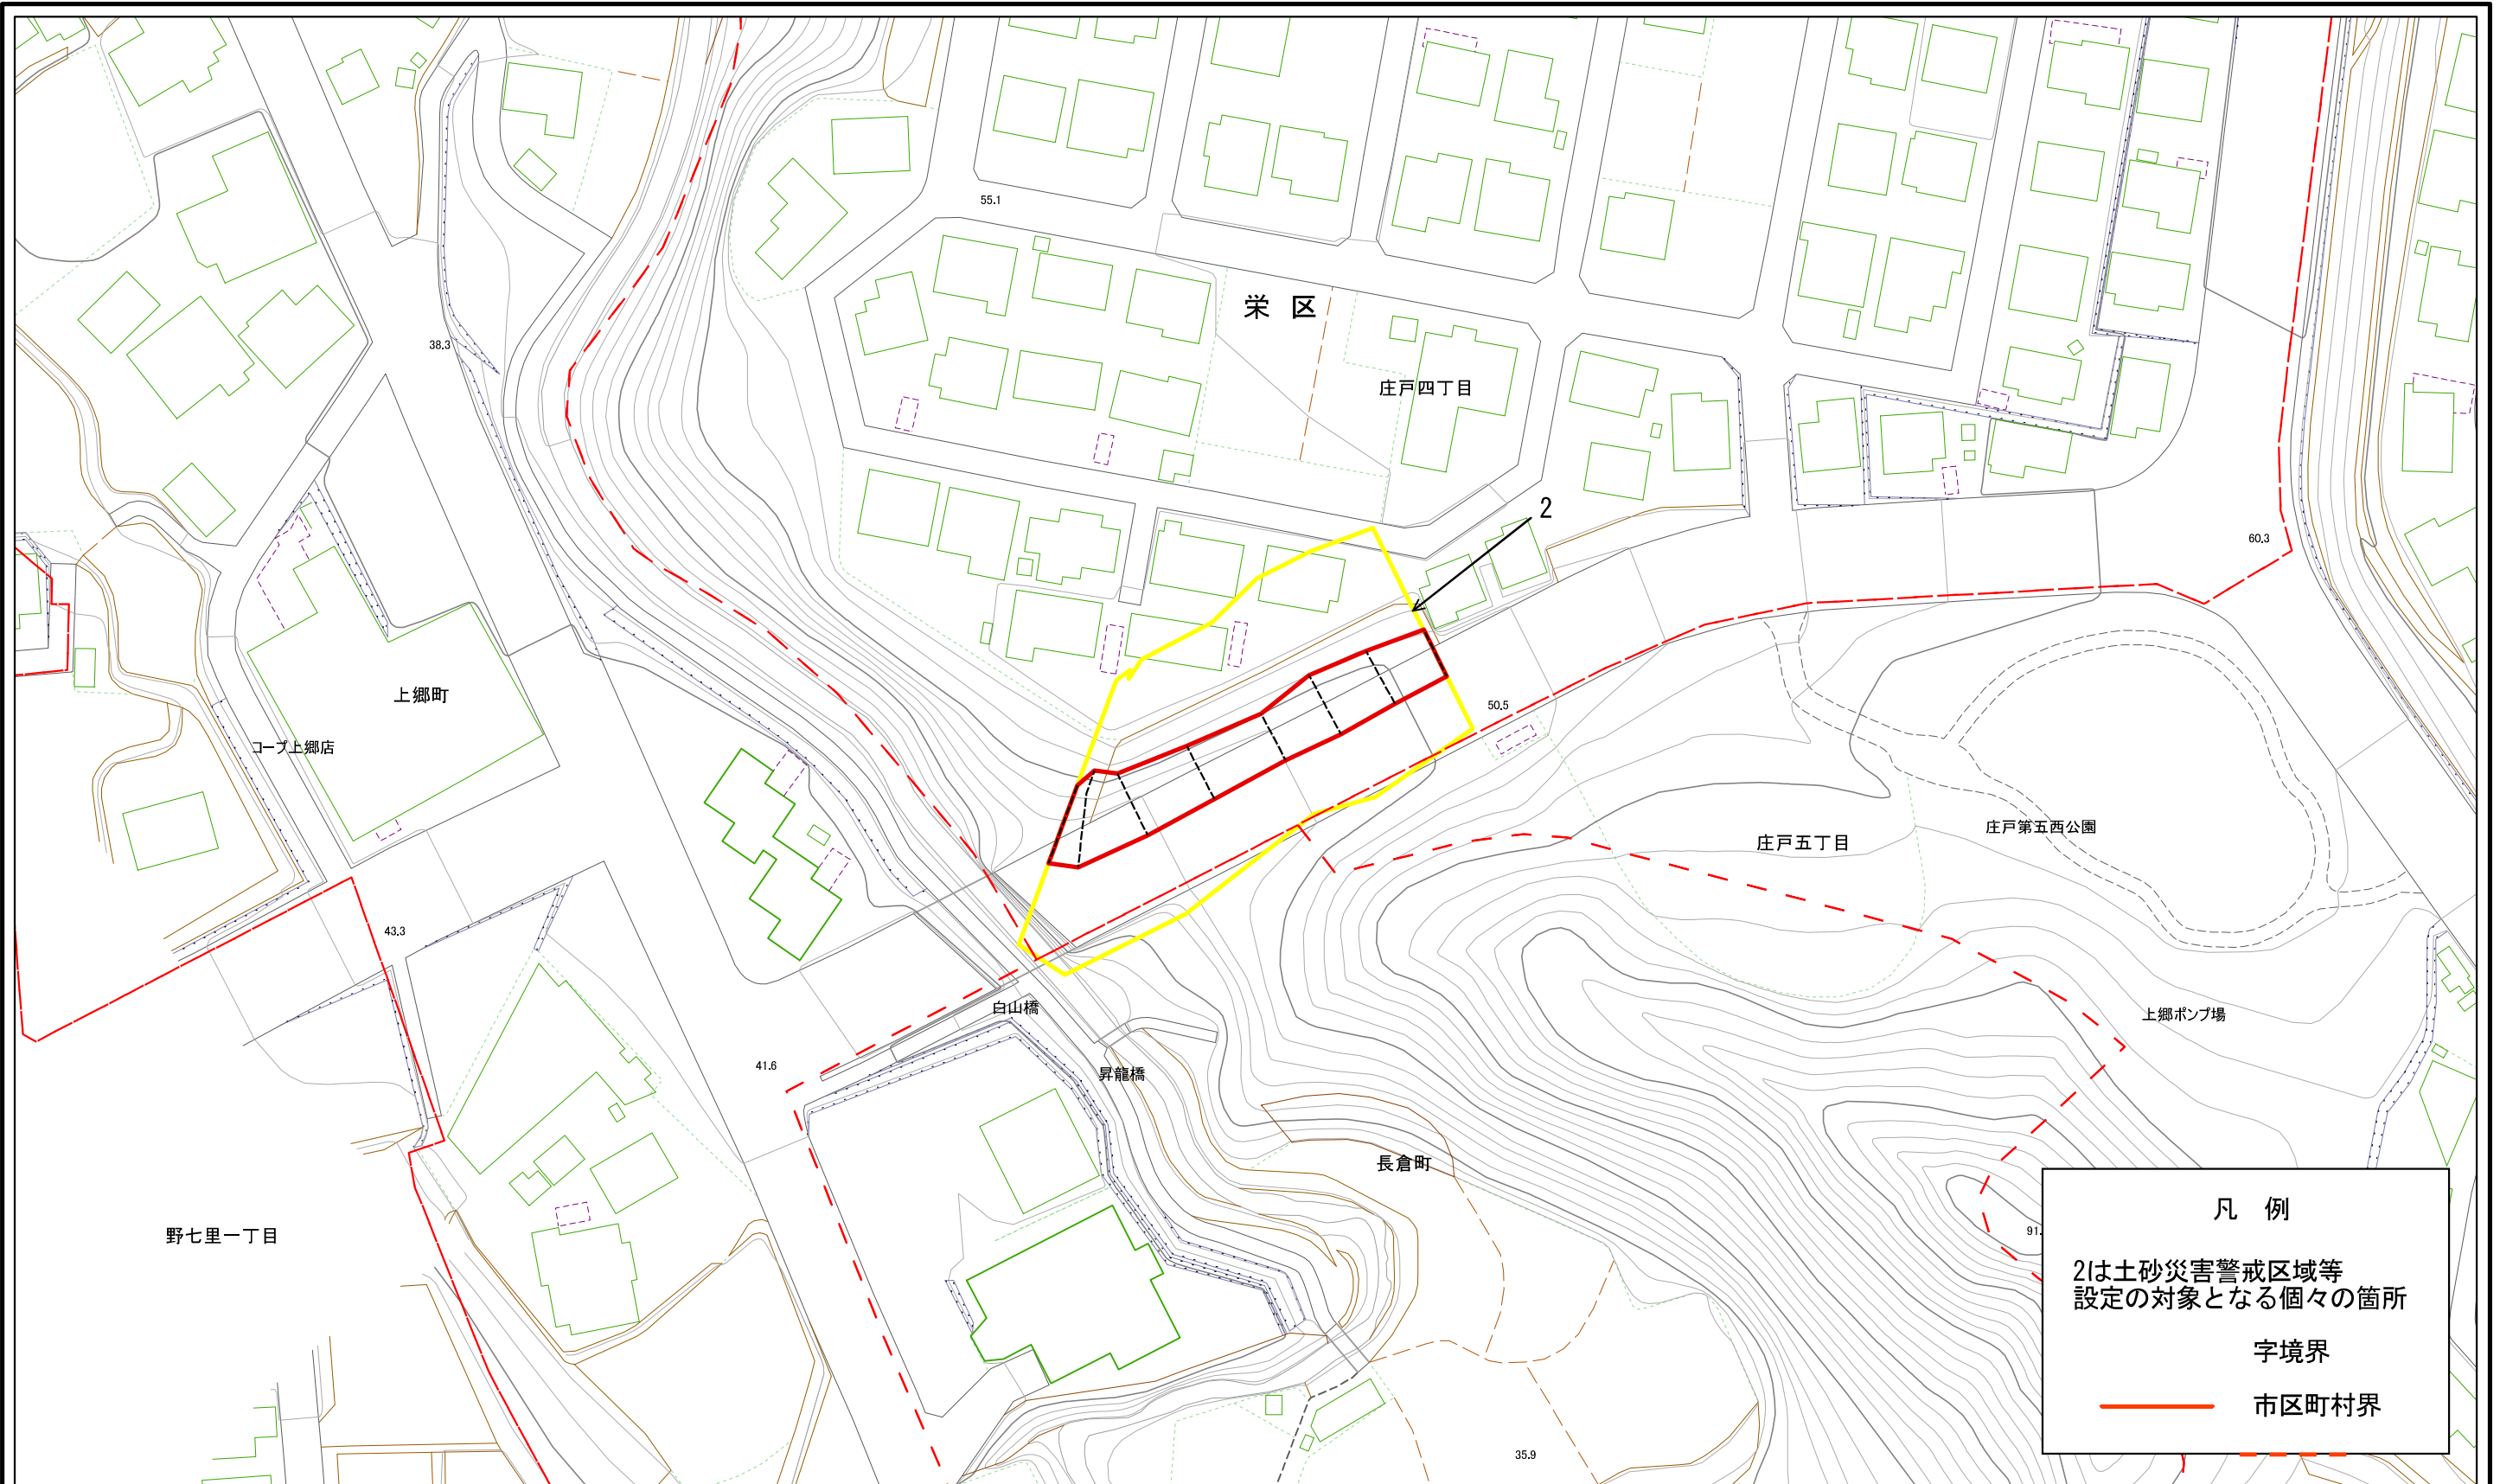 55.1
栄区
38.3
庄戸四丁目
2
60.3
上郷町
50.5
コープ上郷店
庄戸第五西公園
庄戸五丁目
43.3
白山橋
上郷ポンプ場
41.6
昇龍橋
長倉町
野七里一丁目
91.
35.9
凡例
2は土砂災害警戒区域等
設定の対象となる個々の箇所
字境界
市区町村界